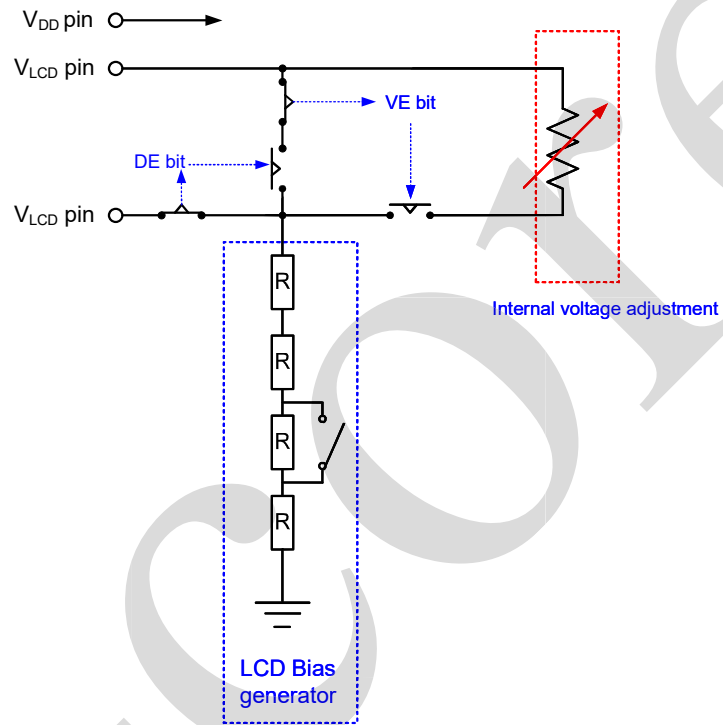 VDD pin
VLCD pin
VE bit
DE bit
VLCD pin
R
Internal voltage adjustment
R
R
R
LCD Bias
generator